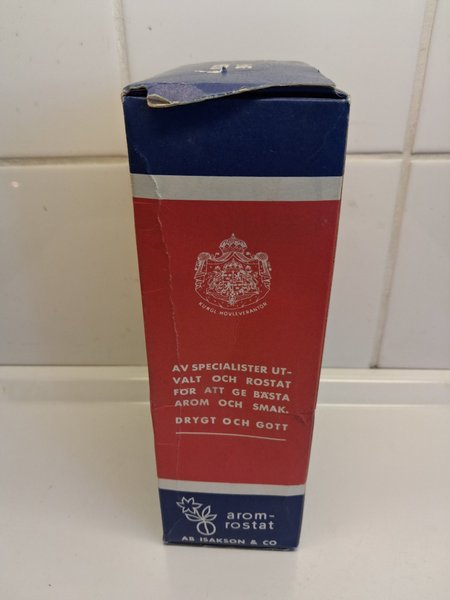 KUNGL. HOVLEVERANTÖR
AV SPECIALISTER UT-
VALT OCH ROSTAT
FÖR ATT GE BÄSTA
AROM OCH SMAK.
DRYGT OCH GOTT
arom-
rostat
AB ISAKSON & CO